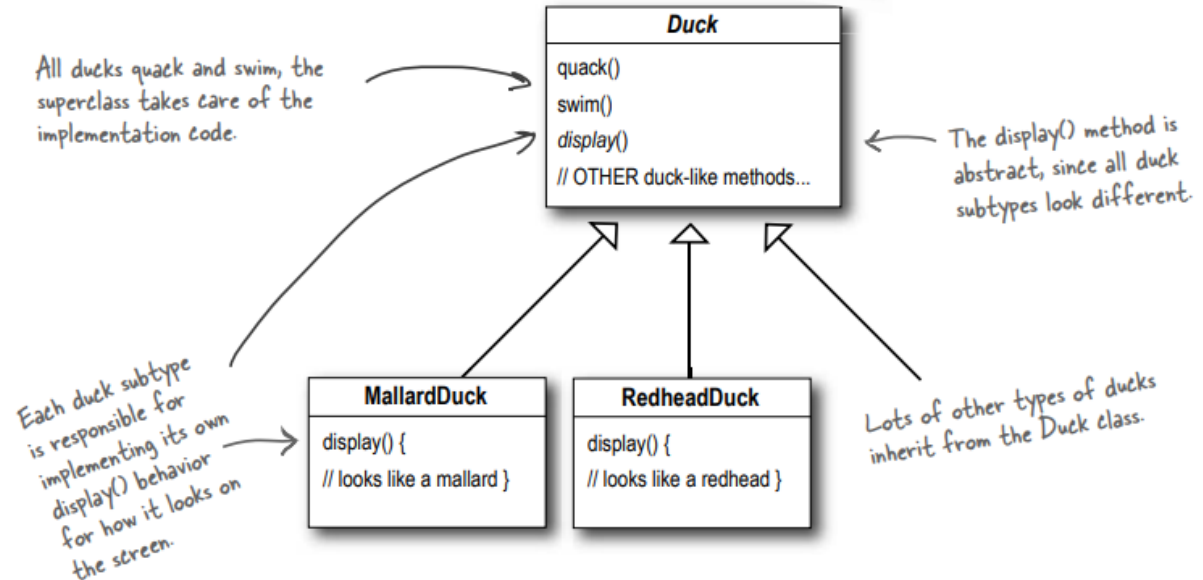 Duck
quack()
swim()
display()
// OTHER duck-like methods...
All ducks quack and swim, the
superclass takes care of the
implementation code.
The display() method is
abstract, since all duck
subtypes look different.
Each duck subtype
is responsible for
implementing its own
display() behavior
for how it looks on
the screen.
MallardDuck
display() {
// looks like a mallard }
RedheadDuck
display() {
// looks like a redhead }
Lots of other types of ducks
inherit from the Duck class.